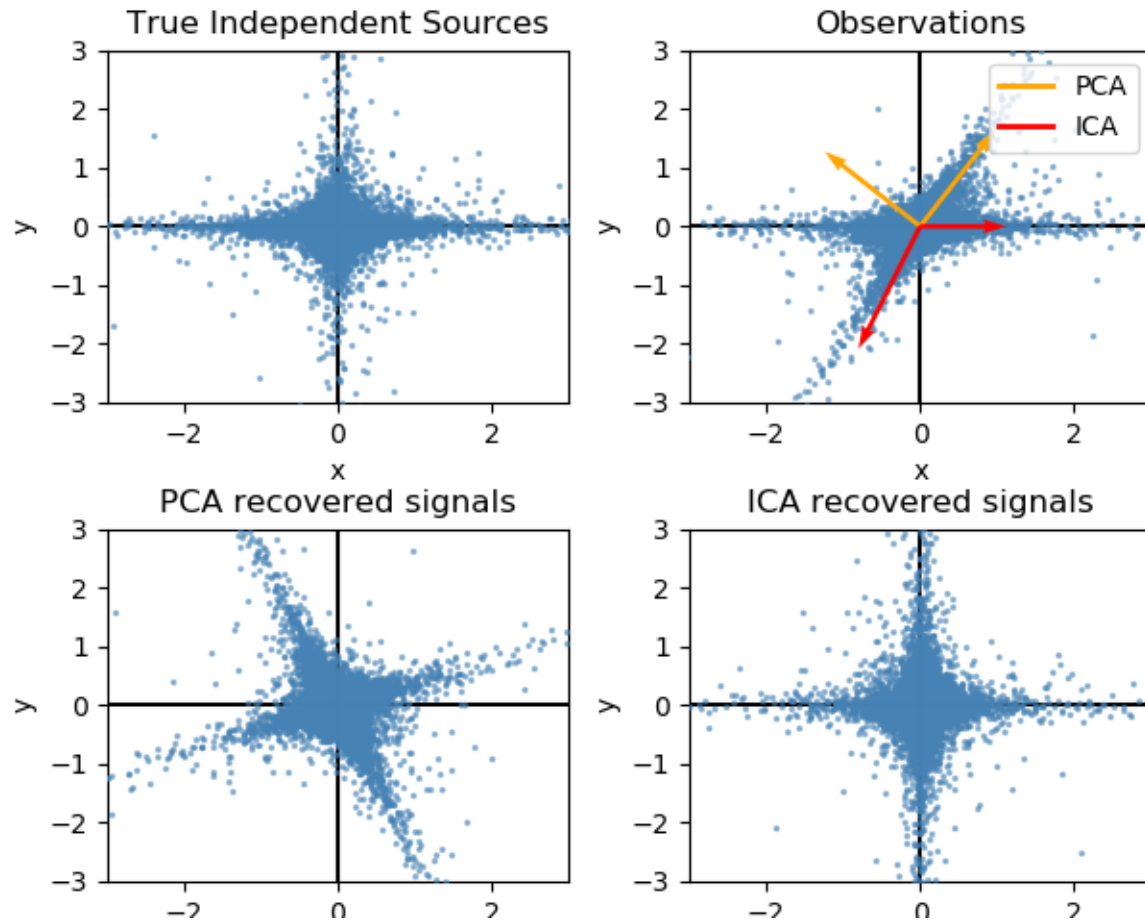 True Independent Sources
3
2
1
0
−1
−2
−3
y
−2 0 2
x
Observations
PCA
ICA
3
2
1
0
−1
−2
−3
y
−2 0 2
x
PCA recovered signals
3
2
1
0
−1
−2
−3
y
−2 0 2
ICA recovered signals
3
2
1
0
−1
−2
−3
y
−2 0 2